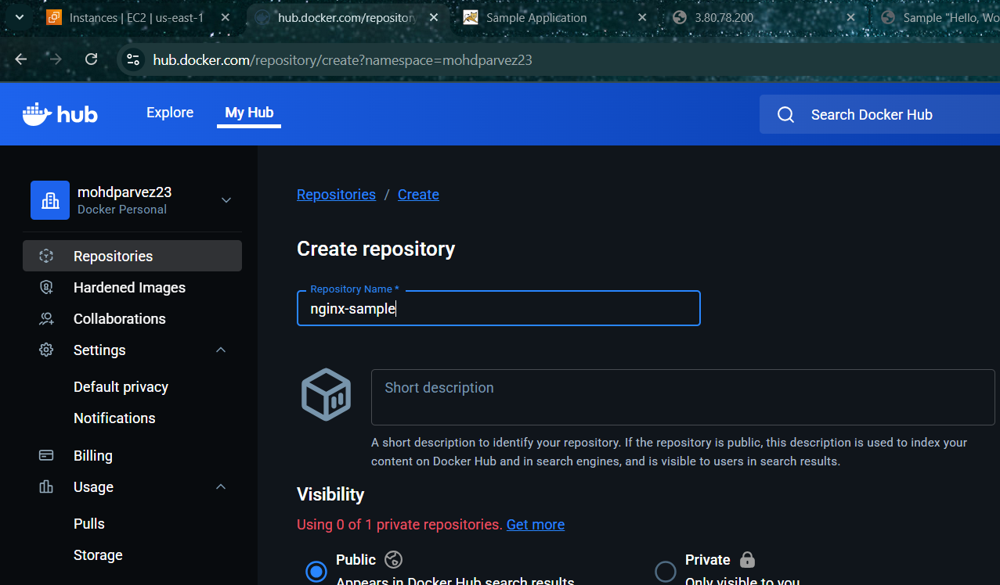 Instances | EC2 | us-east-1
hub.docker.com/repository
Sample Application
3.80.78.200
Sample "Hello, Wo
hub.docker.com/repository/create?namespace=mohdparvez23
hub
Explore
My Hub
Search Docker Hub
mohdparvez23
Docker Personal
Repositories
Hardened Images
Collaborations
Settings
Default privacy
Notifications
Billing
Usage
Pulls
Storage
Repositories / Create
Create repository
Repository Name *
nginx-sample
Short description
A short description to identify your repository. If the repository is public, this description is used to index your
content on Docker Hub and in search engines, and is visible to users in search results.
Visibility
Using 0 of 1 private repositories. Get more
Public
Appears in Docker Hub search results
Private
Only visible to you